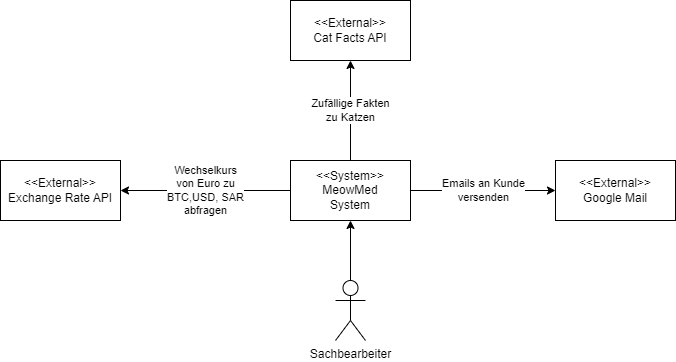 <<External>>
Cat Facts API
Zufällige Fakten
zu Katzen
<<External>>
Exchange Rate API
Wechselkurs
von Euro zu
BTC,USD, SAR
abfragen
<<System>>
MeowMed
System
Emails an Kunde
versenden
<<External>>
Google Mail
Sachbearbeiter